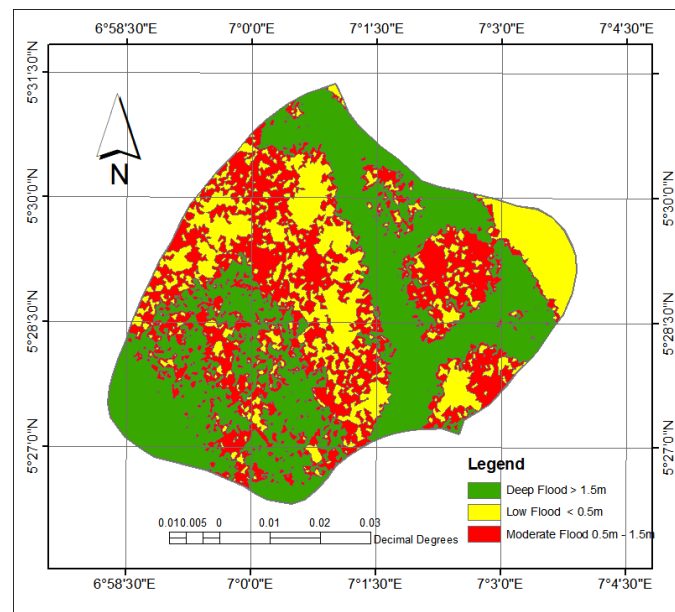 6°58'30"E 7°0'0"E 7°1'30"E 7°3'0"E 7°4'30"E
5°31'30"N 5°31'30"N
N
5°30'0"N 5°30'0"N
5°28'30"N 5°28'30"N
5°27'0"N 5°27'0"N
Legend
Deep Flood > 1.5m
Low Flood < 0.5m
Moderate Flood 0.5m - 1.5m
0.010.005 0 0.01 0.02 0.03
Decimal Degrees
6°58'30"E 7°0'0"E 7°1'30"E 7°3'0"E 7°4'30"E